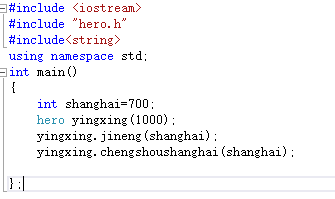 #include <iostream>
#include "hero.h"
#include<string>
using namespace std;
int main()
{
int shanghai=700;
hero yingxing(1000);
yingxing.jineng(shanghai);
yingxing.chengshoushanghai(shanghai);
};